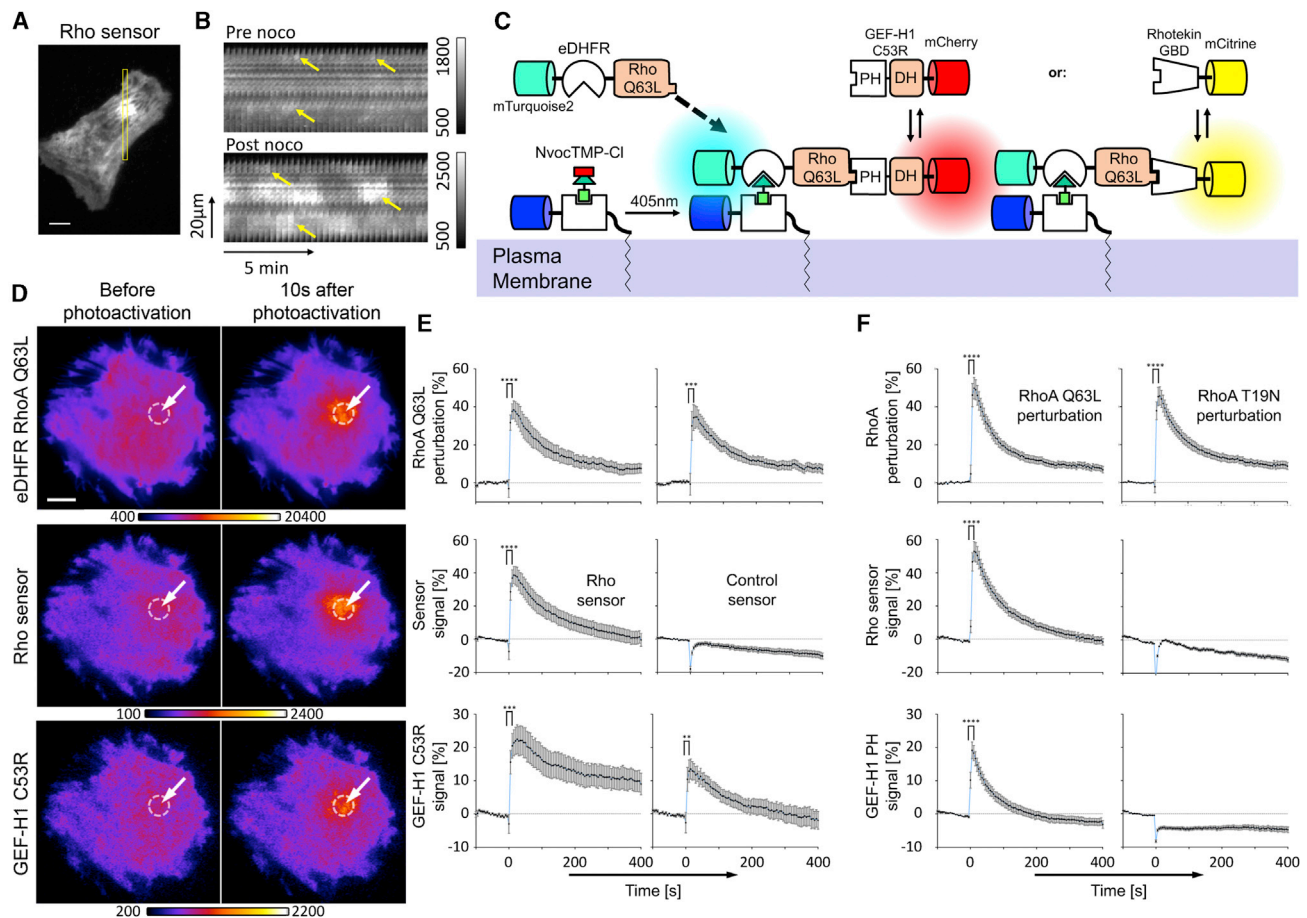 A
Rho sensor
B
Pre noco
1800
500
Post noco
2500
500
20µm
5 min
C
eDHFR
Rho
Q63L
mTurquoise2
GEF-H1
C53R
mCherry
PH
DH
or:
Rhotekin
GBD
mCitrine
NvocTMP-Cl
405nm
Rho
Q63L
PH
DH
Rho
Q63L
Plasma
Membrane
D
Before
photoactivation
10s after
photoactivation
eDHFR RhoA Q63L
400
20400
Rho sensor
100
2400
GEF-H1 C53R
200
2200
E
RhoA Q63L
perturbation [%]
60
40
20
0
****
***
Sensor
signal [%]
60
40
20
0
-20
****
Rho
sensor
Control
sensor
GEF-H1 C53R
signal [%]
30
20
10
0
-10
***
**
0
200
400
0
200
400
Time [s]
F
RhoA
perturbation [%]
60
40
20
0
****
RhoA Q63L
perturbation
****
RhoA T19N
perturbation
Rho sensor
signal [%]
60
40
20
0
-20
****
GEF-H1 PH
signal [%]
30
20
10
0
-10
****
0
200
400
0
200
400
Time [s]